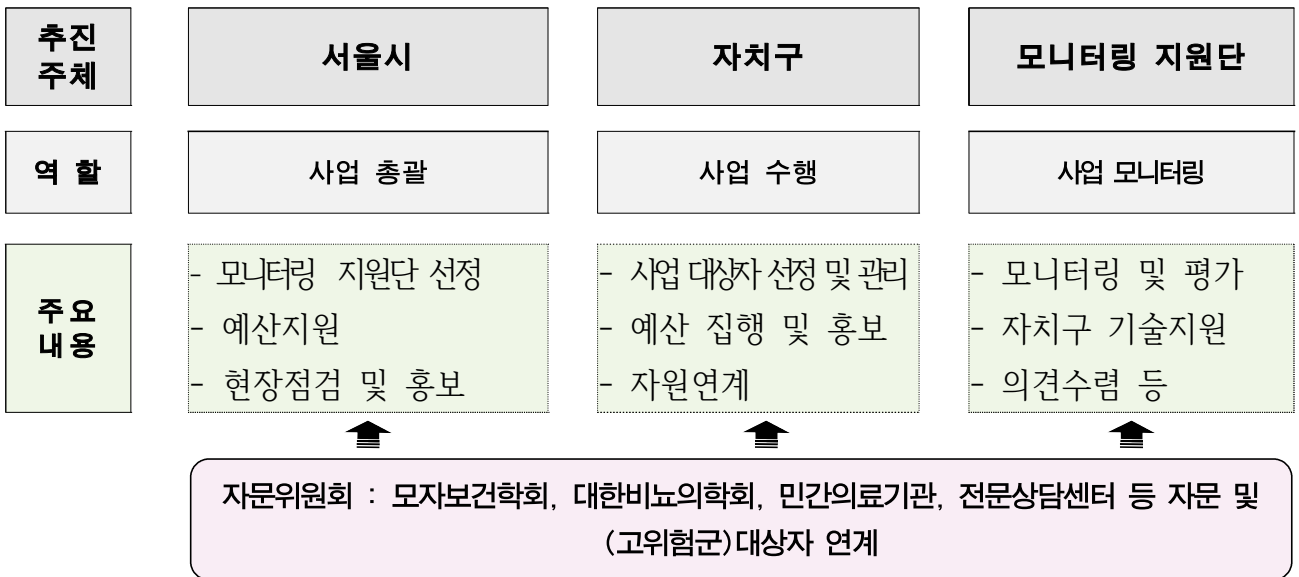 추진
주체
서울시
자치구
모니터링 지원단
역 할
사업 총괄
사업 수행
사업 모니터링
주요
내용
- 모니터링 지원단 선정
- 예산지원
- 현장점검 및 홍보
- 사업 대상자 선정 및 관리
- 예산 집행 및 홍보
- 자원연계
- 모니터링 및 평가
- 자치구 기술지원
- 의견수렴 등
자문위원회 : 모자보건학회, 대한비뇨의학회, 민간의료기관, 전문상담센터 등 자문 및
(고위험군)대상자 연계